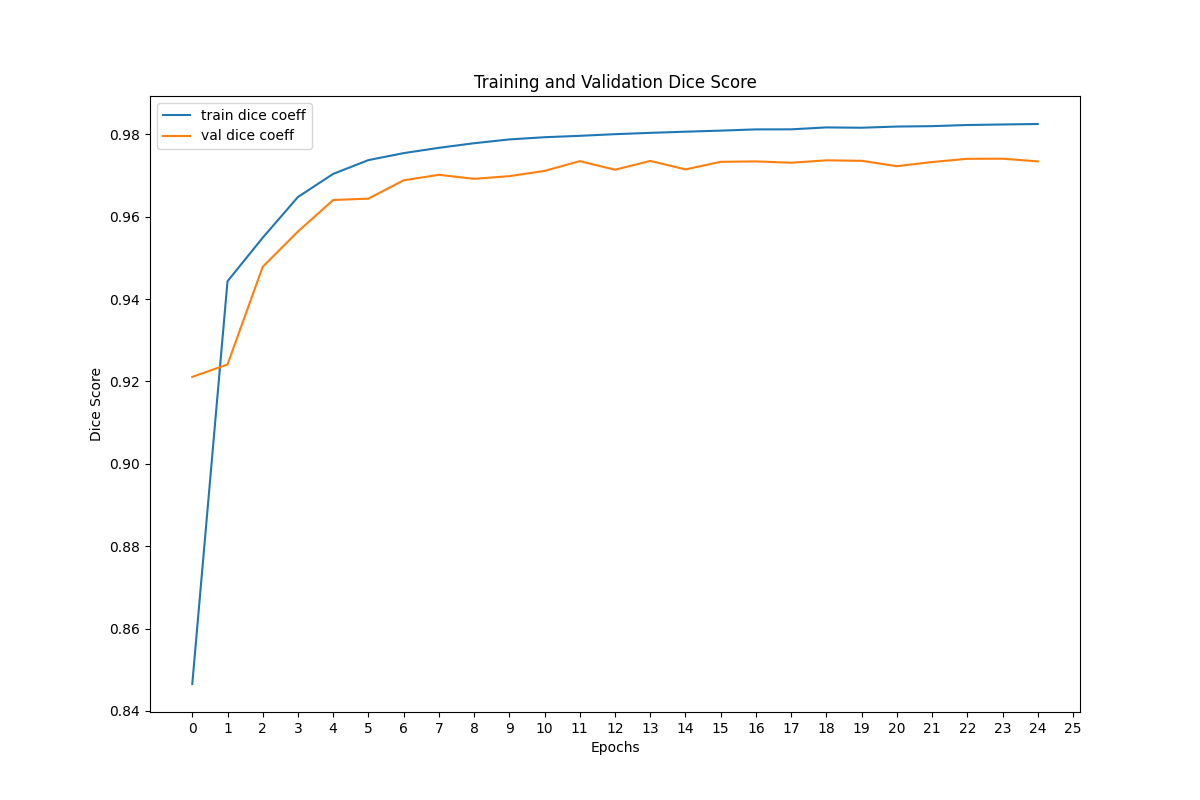 Training and Validation Dice Score
train dice coeff
val dice coeff
0.98
0.96
0.94
0.92
0.90
0.88
0.86
0.84
Dice Score
0 1 2 3 4 5 6 7 8 9 10 11 12 13 14 15 16 17 18 19 20 21 22 23 24 25
Epochs